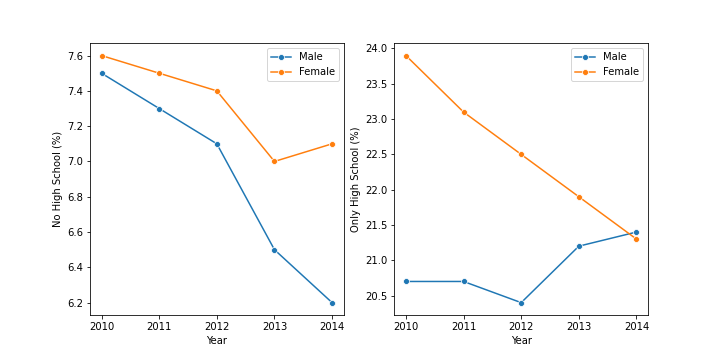 No High School (%)
7.6
7.4
7.2
7.0
6.8
6.6
6.4
6.2
2010 2011 2012 2013 2014
Year
Male
Female
Only High School (%)
24.0
23.5
23.0
22.5
22.0
21.5
21.0
20.5
2010 2011 2012 2013 2014
Year
Male
Female